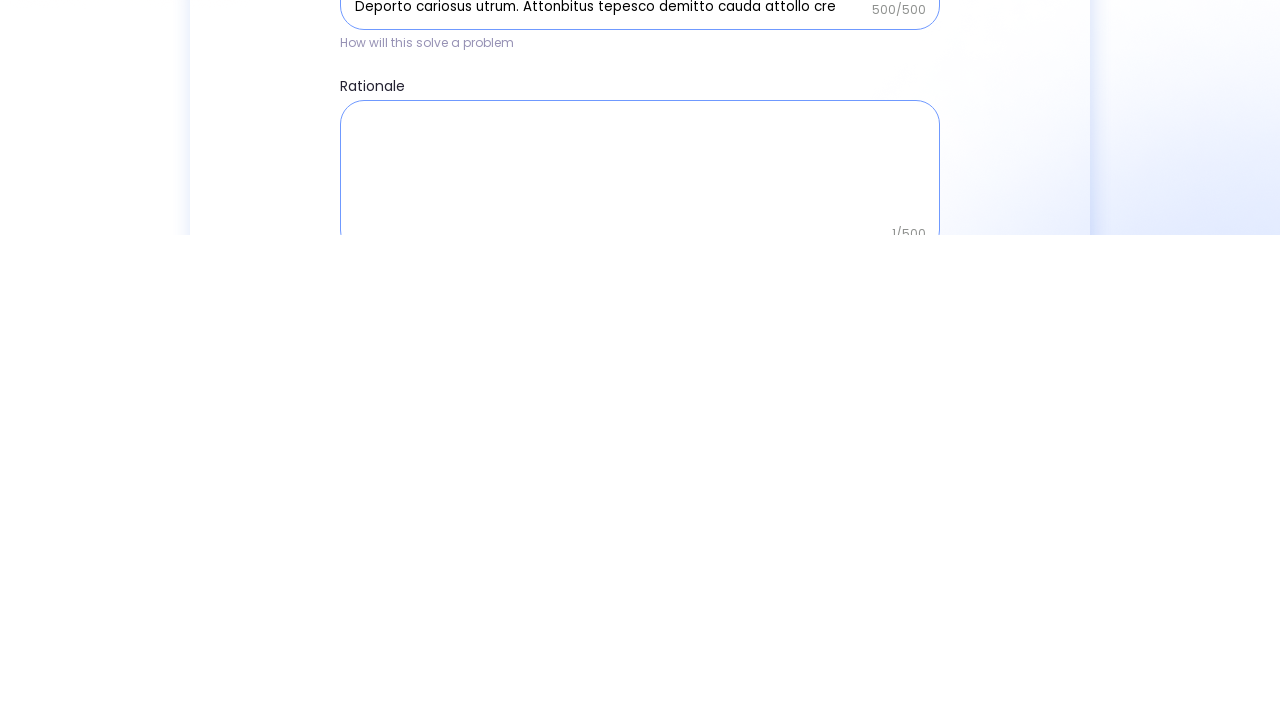 Deporto cariosus utrum. Attonbitus tepesco demitto cauda attollo cre
500/500
How will this solve a problem
Rationale
1/500